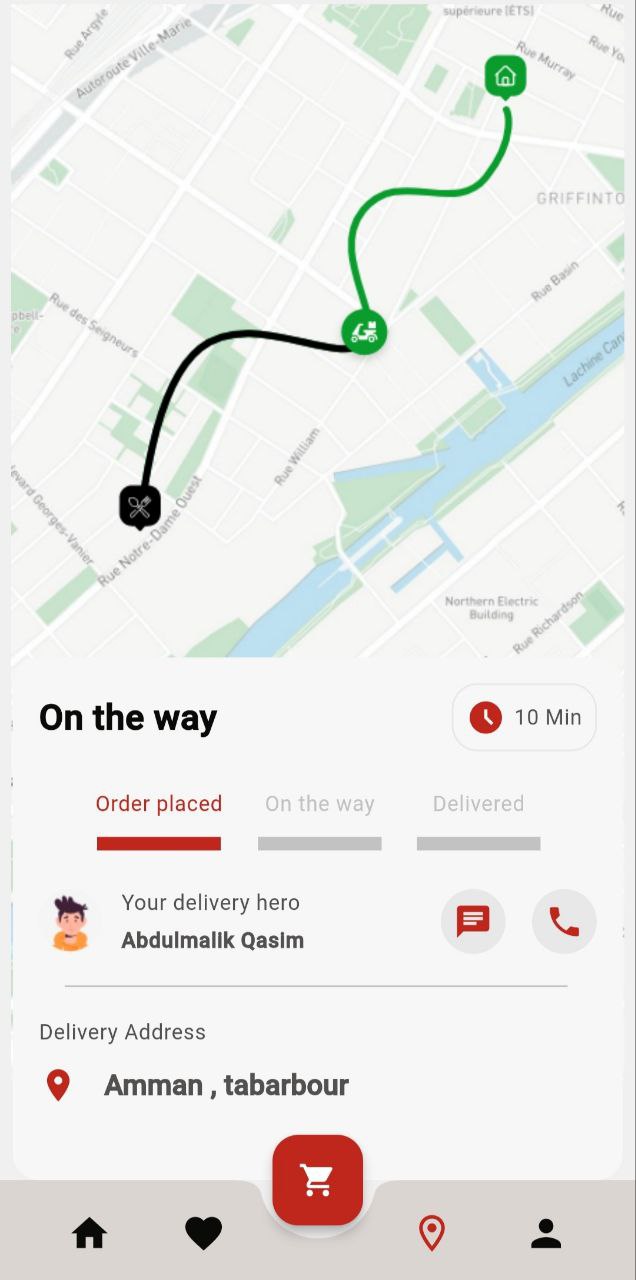 supérieure (ÉTS)
Rue Argyle
Autoroute Ville-Marie
Rue Murray
GRIFFINTO
Rue Basin
Rue des Seigneurs
Lachine Can
Rue William
Rue Notre-Dame Ouest
evard Georges-Vanier
Northern Electric
Building
Rue Richardson
On the way
10 Min
Order placed
On the way
Delivered
Your delivery hero
Abdulmalik Qasim
Delivery Address
Amman , tabarbour